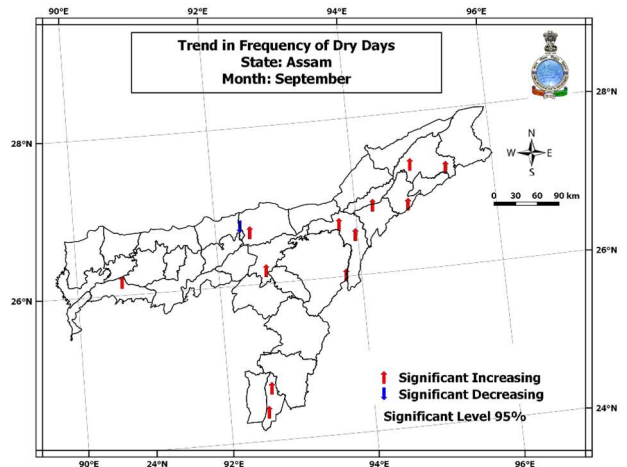 90°E 92°E 94°E 96°E
Trend in Frequency of Dry Days
State: Assam
Month: September
28°N
28°N
N
W E
S
0 30 60 90 km
26°N
26°N
Significant Increasing
Significant Decreasing
Significant Level 95%
24°N
90°E 24°N 92°E 94°E 96°E